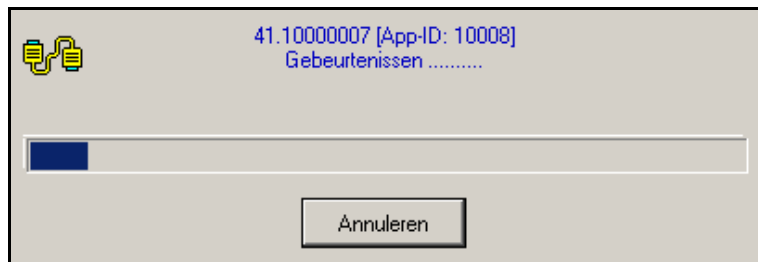 41.10000007 [App-ID: 10008]
Gebeurtenissen ..........
Annuleren